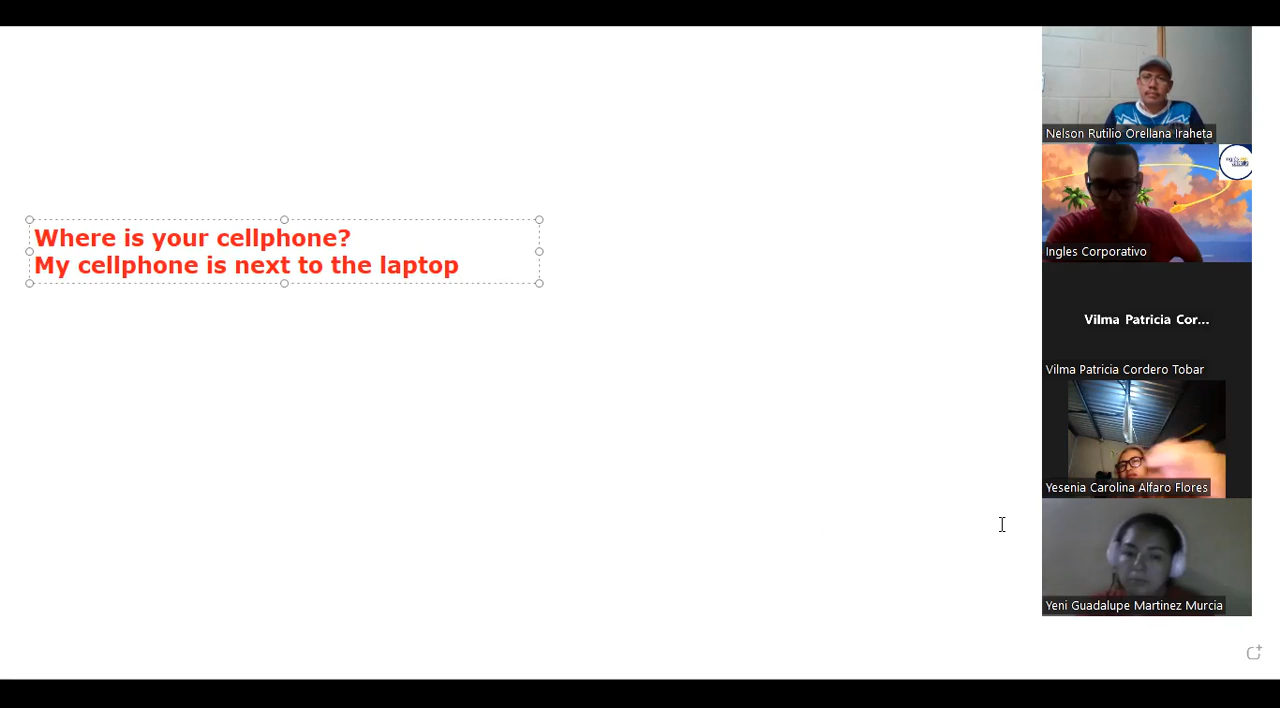 Where is your cellphone?
My cellphone is next to the laptop
Nelson Rutilio Orellana Iraheta
Ingles Corporativo
Vilma Patricia Cor...
Vilma Patricia Cordero Tobar
Yesenia Carolina Alfaro Flores
Yeni Guadalupe Martinez Murcia